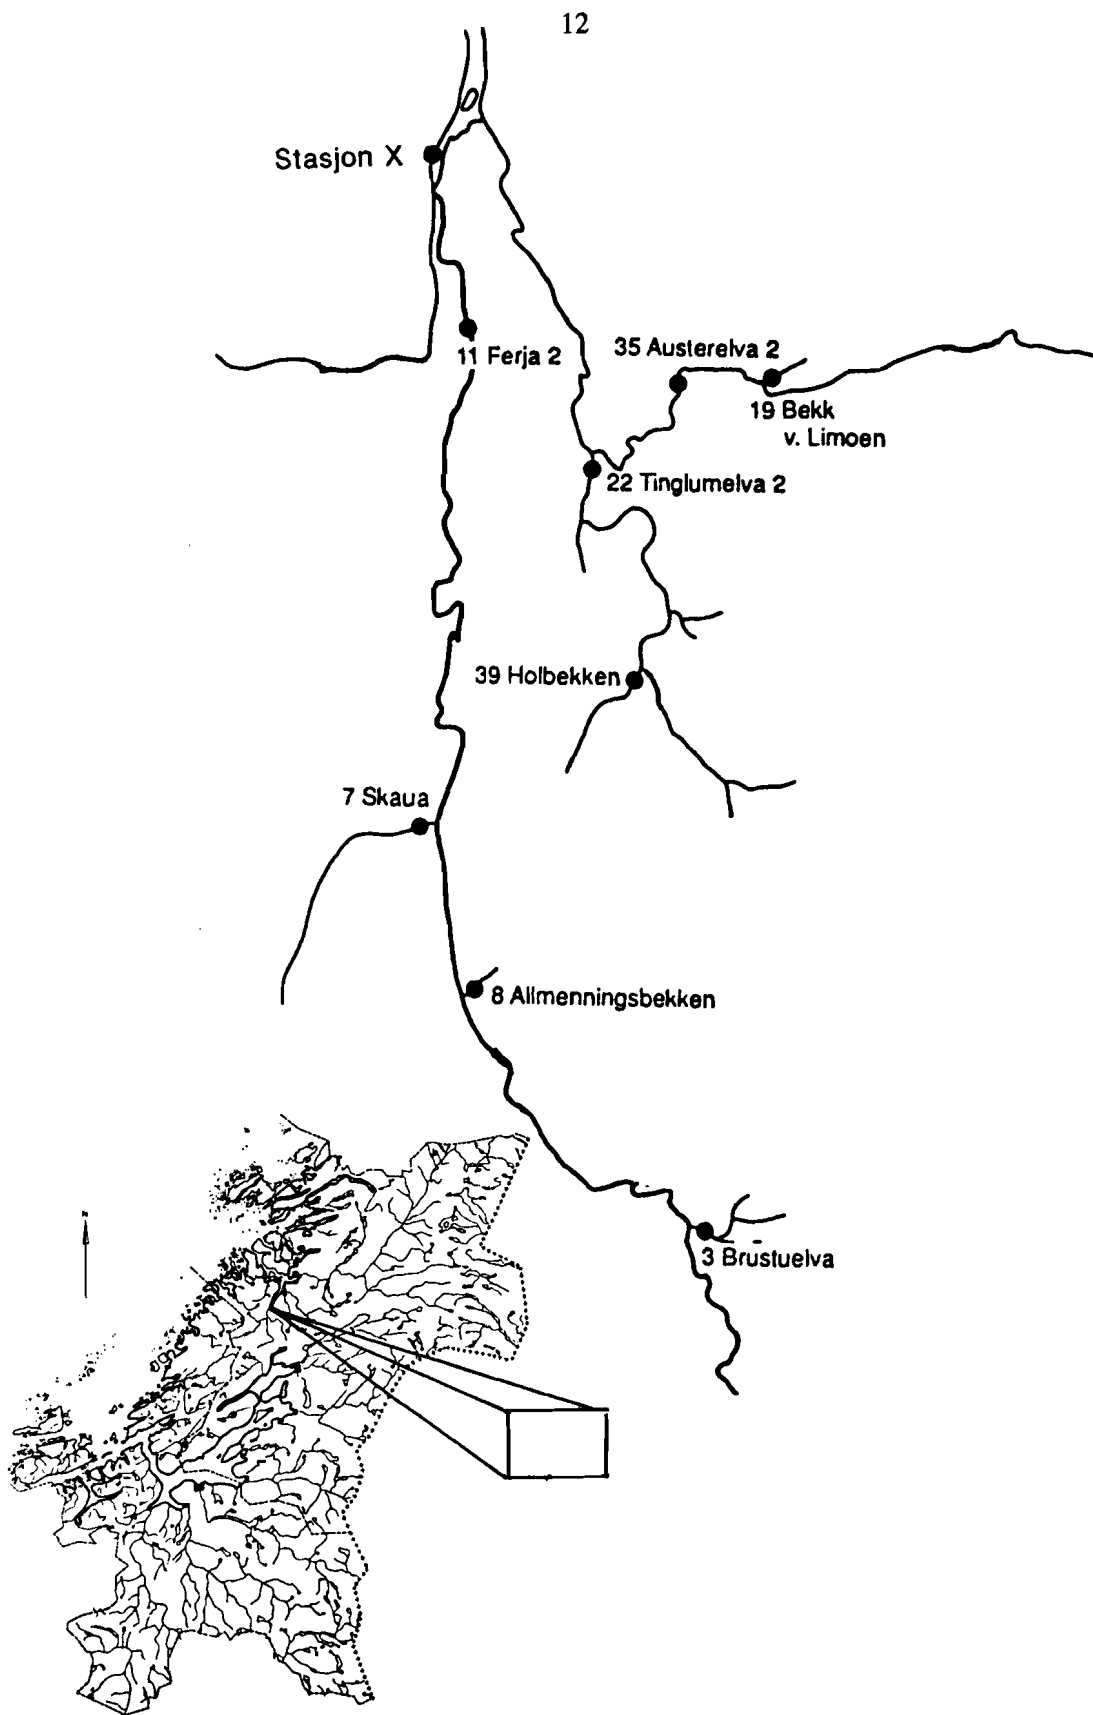 12
Stasjon X
11 Ferja 2
35 Austerelva 2
19 Bekk
v. Limoen
22 Tinglumelva 2
39 Holbekken
7 Skaua
8 Allmenningsbekken
3 Brustuelva
N